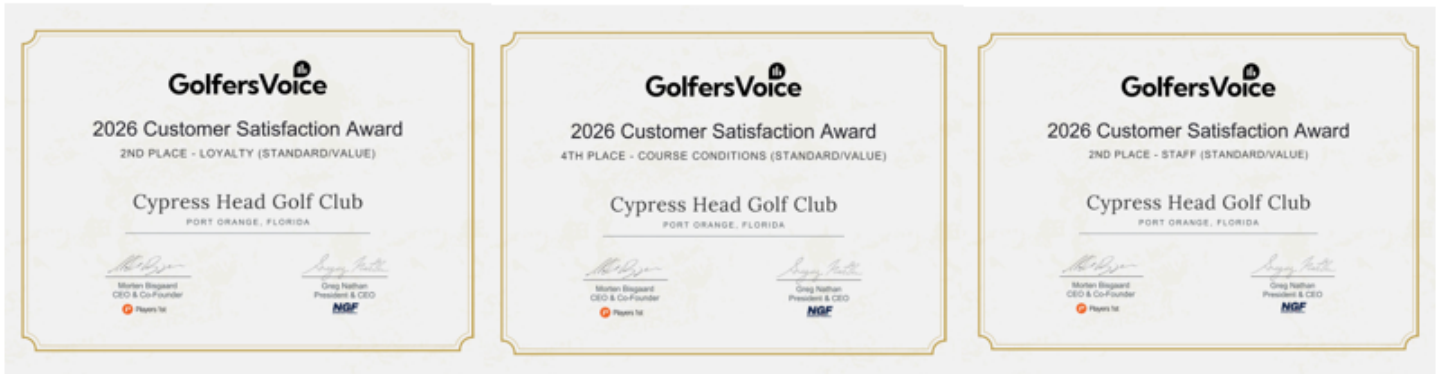 GolfersVoice
2026 Customer Satisfaction Award
2ND PLACE - LOYALTY (STANDARD/VALUE)
Cypress Head Golf Club
PORT ORANGE, FLORIDA
Morten Bisgaard
CEO & Co-Founder
Players 1st
Greg Nathan
President & CEO
NGF
GolfersVoice
2026 Customer Satisfaction Award
4TH PLACE - COURSE CONDITIONS (STANDARD/VALUE)
Cypress Head Golf Club
PORT ORANGE, FLORIDA
Morten Bisgaard
CEO & Co-Founder
Players 1st
Greg Nathan
President & CEO
NGF
GolfersVoice
2026 Customer Satisfaction Award
2ND PLACE - STAFF (STANDARD/VALUE)
Cypress Head Golf Club
PORT ORANGE, FLORIDA
Morten Bisgaard
CEO & Co-Founder
Players 1st
Greg Nathan
President & CEO
NGF